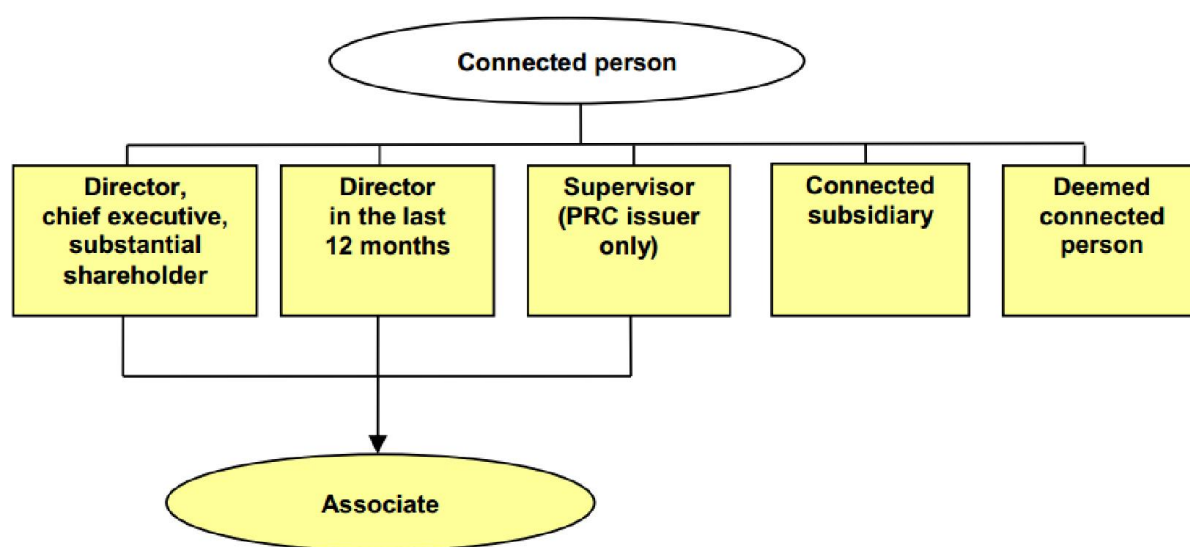 Connected person
Director,
chief executive,
substantial
shareholder
Director
in the last
12 months
Supervisor
(PRC issuer
only)
Connected
subsidiary
Deemed
connected
person
Associate